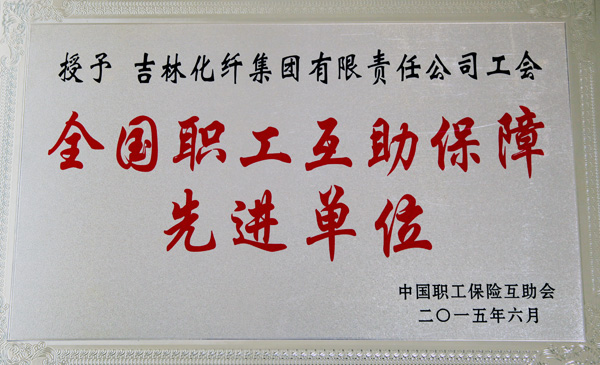 授予 吉林化纤集团有限责任公司工会
全国职工互助保障
先进单位
中国职工保险互助会
二〇一五年六月